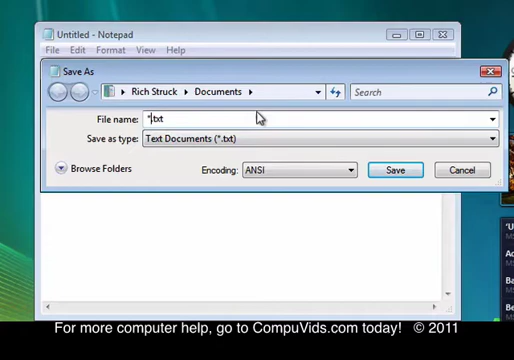 Untitled - Notepad
File Edit Format View Help
Save As
Rich Struck Documents Search
File name: *.txt
Save as type: Text Documents (*.txt)
Browse Folders Encoding: ANSI Save Cancel
For more computer help, go to CompuVids.com today! © 2011